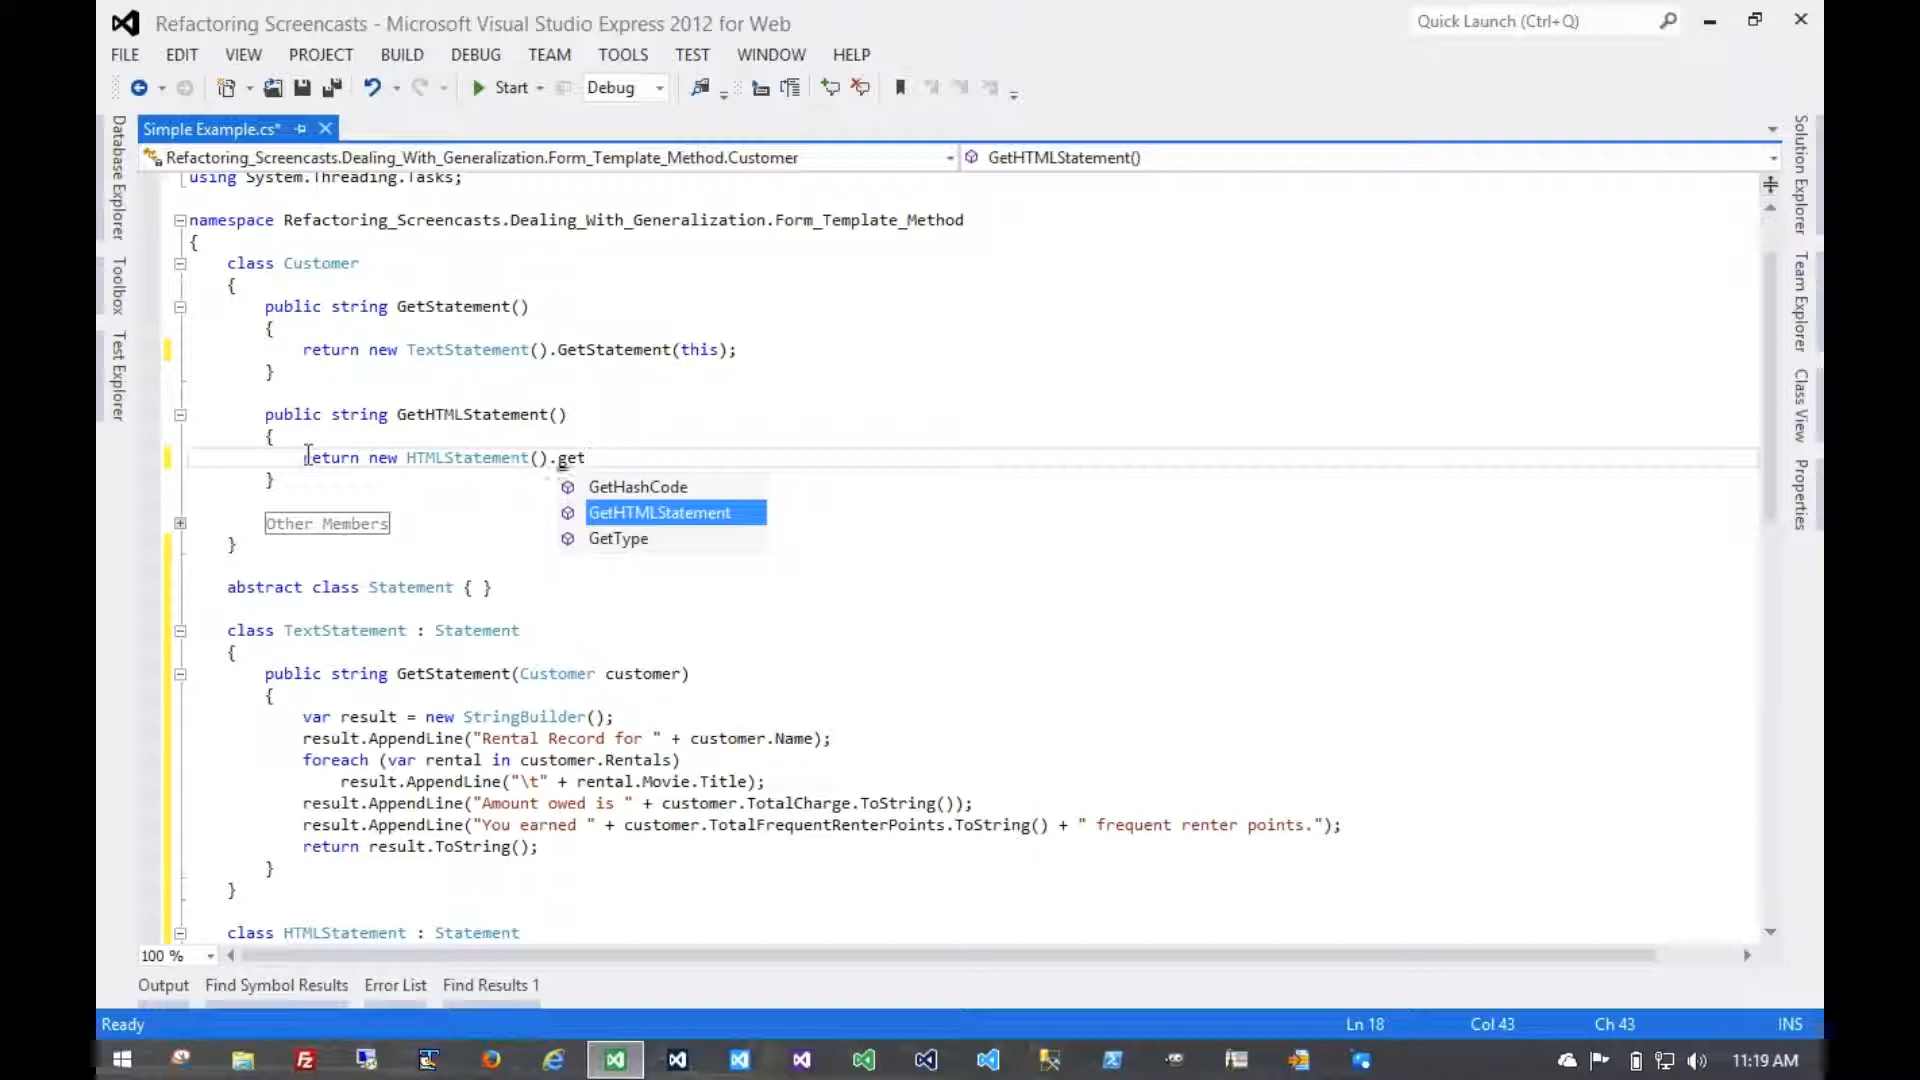 Refactoring Screencasts - Microsoft Visual Studio Express 2012 for Web
Quick Launch (Ctrl+Q)
FILE EDIT VIEW PROJECT BUILD DEBUG TEAM TOOLS TEST WINDOW HELP
Start Debug
Simple Example.cs*
Refactoring_Screencasts.Dealing_With_Generalization.Form_Template_Method.Customer
GetHTMLStatement()
Database Explorer
Toolbox
Test Explorer
using System.Threading.Tasks;
namespace Refactoring_Screencasts.Dealing_With_Generalization.Form_Template_Method
{
class Customer
{
public string GetStatement()
{
return new TextStatement().GetStatement(this);
}
public string GetHTMLStatement()
{
return new HTMLStatement().get
}
GetHashCode
GetHTMLStatement
GetType
Other Members
}
abstract class Statement { }
class TextStatement : Statement
{
public string GetStatement(Customer customer)
{
var result = new StringBuilder();
result.AppendLine("Rental Record for " + customer.Name);
foreach (var rental in customer.Rentals)
result.AppendLine("\t" + rental.Movie.Title);
result.AppendLine("Amount owed is " + customer.TotalCharge.ToString());
result.AppendLine("You earned " + customer.TotalFrequentRenterPoints.ToString() + " frequent renter points.");
return result.ToString();
}
}
class HTMLStatement : Statement
Solution Explorer
Team Explorer
Class View
Properties
100 %
Output Find Symbol Results Error List Find Results 1
Ready Ln 18 Col 43 Ch 43 INS
11:19 AM